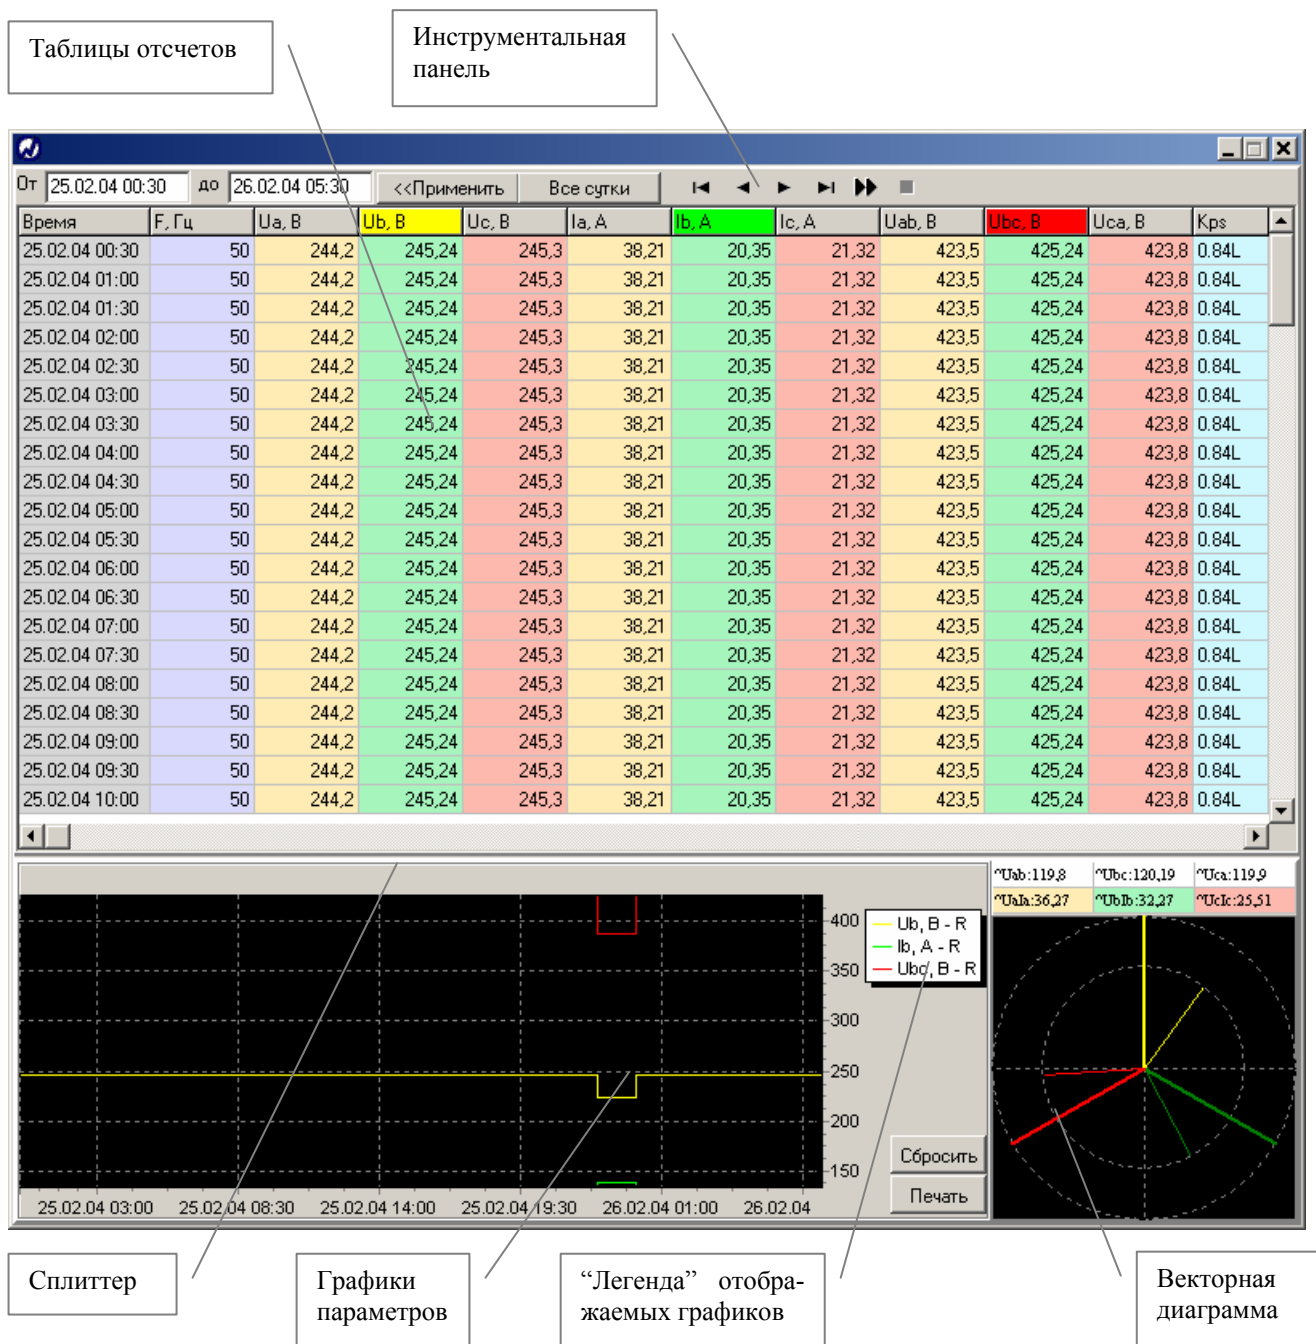 Таблицы отсчетов
Инструментальная
панель
От 25.02.04 00:30 до 26.02.04 05:30 <<Применить Все сутки
Время F, Гц Ua, В Ub, В Uc, В Ia, А Ib, А Ic, А Uab, В Ubc, В Uca, В Kps
25.02.04 00:30 50 244,2 245,24 245,3 38,21 20,35 21,32 423,5 425,24 423,8 0.84L
25.02.04 01:00 50 244,2 245,24 245,3 38,21 20,35 21,32 423,5 425,24 423,8 0.84L
25.02.04 01:30 50 244,2 245,24 245,3 38,21 20,35 21,32 423,5 425,24 423,8 0.84L
25.02.04 02:00 50 244,2 245,24 245,3 38,21 20,35 21,32 423,5 425,24 423,8 0.84L
25.02.04 02:30 50 244,2 245,24 245,3 38,21 20,35 21,32 423,5 425,24 423,8 0.84L
25.02.04 03:00 50 244,2 245,24 245,3 38,21 20,35 21,32 423,5 425,24 423,8 0.84L
25.02.04 03:30 50 244,2 245,24 245,3 38,21 20,35 21,32 423,5 425,24 423,8 0.84L
25.02.04 04:00 50 244,2 245,24 245,3 38,21 20,35 21,32 423,5 425,24 423,8 0.84L
25.02.04 04:30 50 244,2 245,24 245,3 38,21 20,35 21,32 423,5 425,24 423,8 0.84L
25.02.04 05:00 50 244,2 245,24 245,3 38,21 20,35 21,32 423,5 425,24 423,8 0.84L
25.02.04 05:30 50 244,2 245,24 245,3 38,21 20,35 21,32 423,5 425,24 423,8 0.84L
25.02.04 06:00 50 244,2 245,24 245,3 38,21 20,35 21,32 423,5 425,24 423,8 0.84L
25.02.04 06:30 50 244,2 245,24 245,3 38,21 20,35 21,32 423,5 425,24 423,8 0.84L
25.02.04 07:00 50 244,2 245,24 245,3 38,21 20,35 21,32 423,5 425,24 423,8 0.84L
25.02.04 07:30 50 244,2 245,24 245,3 38,21 20,35 21,32 423,5 425,24 423,8 0.84L
25.02.04 08:00 50 244,2 245,24 245,3 38,21 20,35 21,32 423,5 425,24 423,8 0.84L
25.02.04 08:30 50 244,2 245,24 245,3 38,21 20,35 21,32 423,5 425,24 423,8 0.84L
25.02.04 09:00 50 244,2 245,24 245,3 38,21 20,35 21,32 423,5 425,24 423,8 0.84L
25.02.04 09:30 50 244,2 245,24 245,3 38,21 20,35 21,32 423,5 425,24 423,8 0.84L
25.02.04 10:00 50 244,2 245,24 245,3 38,21 20,35 21,32 423,5 425,24 423,8 0.84L
^Uab:119,8 ^Ubc:120,19 ^Uca:119,9
^UaIa:36,27 ^UbIb:32,27 ^UcIc:25,51
400
350
300
250
200
150
Ub, В - R
Ib, А - R
Ubc, В - R
Сбросить
Печать
25.02.04 03:00 25.02.04 08:30 25.02.04 14:00 25.02.04 19:30 26.02.04 01:00 26.02.04
Сплиттер
Графики
параметров
“Легенда” отобра-
жаемых графиков
Векторная
диаграмма